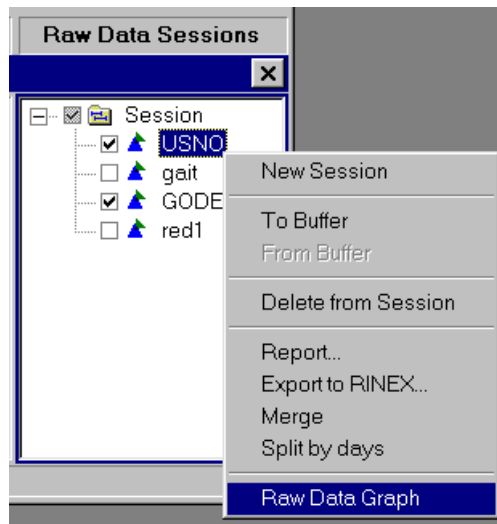 Raw Data Sessions
Session
USNO
gait
GODE
red1
New Session
To Buffer
From Buffer
Delete from Session
Report...
Export to RINEX...
Merge
Split by days
Raw Data Graph